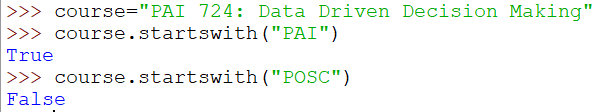 >>> course="PAI 724: Data Driven Decision Making"
>>> course.startswith("PAI")
True
>>> course.startswith("POSC")
False